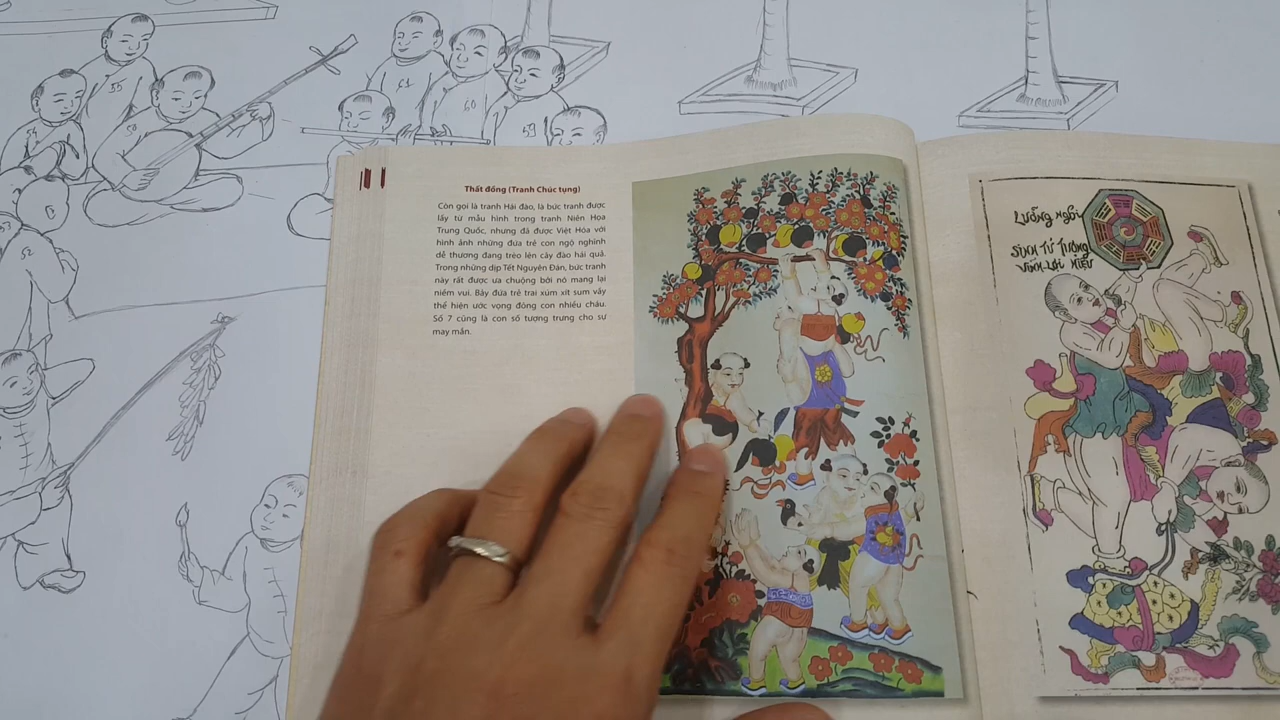 Thất đồng (Tranh Chúc tụng)
Còn gọi là tranh Hái đào, là bức tranh được
lấy từ mẫu hình trong tranh Niên Họa
Trung Quốc, nhưng đã được Việt Hóa với
hình ảnh những đứa trẻ con ngộ nghĩnh
dễ thương đang trèo lên cây đào hái quả.
Trong những dịp Tết Nguyên Đán, bức tranh
này rất được ưa chuộng bởi nó mang lại
niềm vui. Bảy đứa trẻ trai xúm xít sum vầy
thể hiện ước vọng đông con nhiều cháu.
Số 7 cũng là con số tượng trưng cho sự
may mắn.
LƯỠNG NGHI
SINH TỨ TƯỢNG
55
58
61
60
59